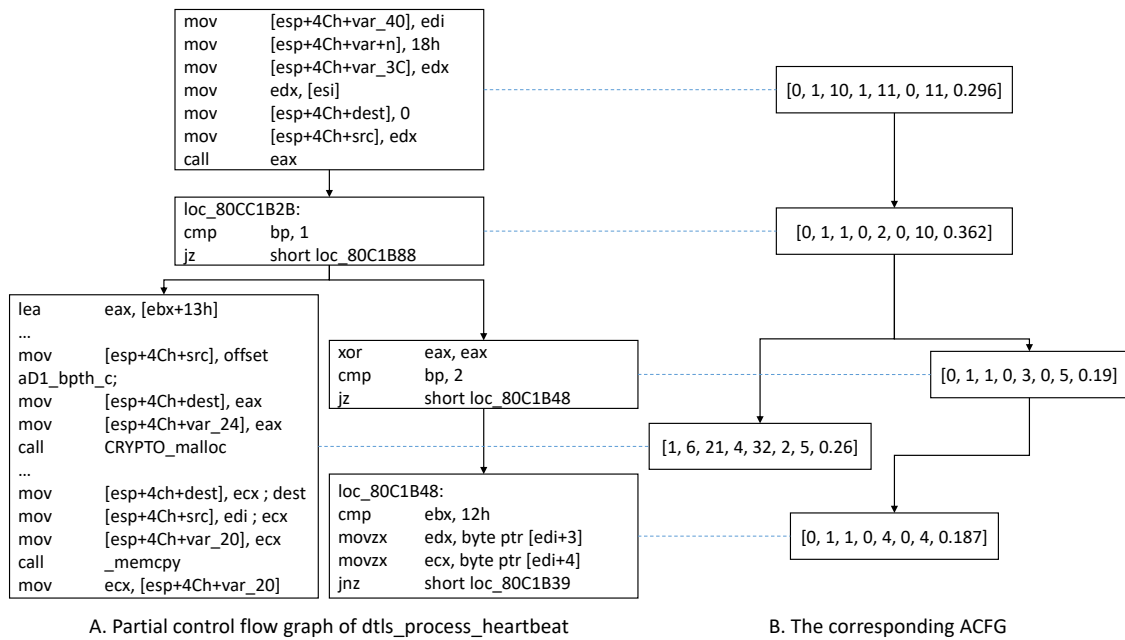 mov [esp+4Ch+var_40], edi
mov [esp+4Ch+var+n], 18h
mov [esp+4Ch+var_3C], edx
mov edx, [esi]
mov [esp+4Ch+dest], 0
mov [esp+4Ch+src], edx
call eax
[0, 1, 10, 1, 11, 0, 11, 0.296]
loc_80CC1B2B:
cmp bp, 1
jz short loc_80C1B88
[0, 1, 1, 0, 2, 0, 10, 0.362]
lea eax, [ebx+13h]
...
mov [esp+4Ch+src], offset
aD1_bpth_c;
mov [esp+4Ch+dest], eax
mov [esp+4Ch+var_24], eax
call CRYPTO_malloc
...
mov [esp+4ch+dest], ecx ; dest
mov [esp+4Ch+src], edi ; ecx
mov [esp+4Ch+var_20], ecx
call _memcpy
mov ecx, [esp+4Ch+var_20]
xor eax, eax
cmp bp, 2
jz short loc_80C1B48
[0, 1, 1, 0, 3, 0, 5, 0.19]
[1, 6, 21, 4, 32, 2, 5, 0.26]
loc_80C1B48:
cmp ebx, 12h
movzx edx, byte ptr [edi+3]
movzx ecx, byte ptr [edi+4]
jnz short loc_80C1B39
[0, 1, 1, 0, 4, 0, 4, 0.187]
A. Partial control flow graph of dtls_process_heartbeat
B. The corresponding ACFG